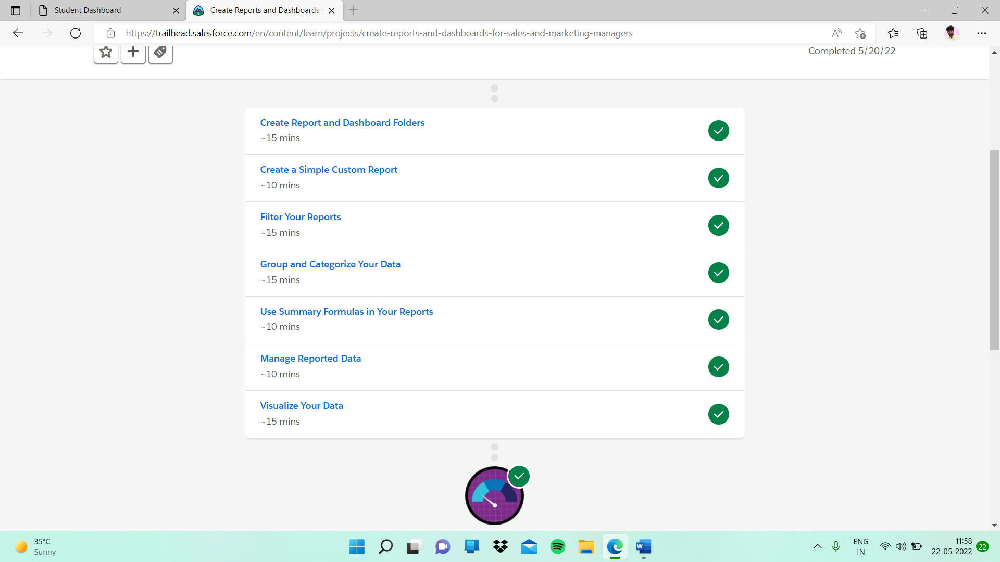 Student Dashboard
Create Reports and Dashboards
https://trailhead.salesforce.com/en/content/learn/projects/create-reports-and-dashboards-for-sales-and-marketing-managers
Completed 5/20/22
Create Report and Dashboard Folders
~15 mins
Create a Simple Custom Report
~10 mins
Filter Your Reports
~15 mins
Group and Categorize Your Data
~15 mins
Use Summary Formulas in Your Reports
~10 mins
Manage Reported Data
~10 mins
Visualize Your Data
~15 mins
35°C
Sunny
ENG
IN
11:58
22-05-2022
22